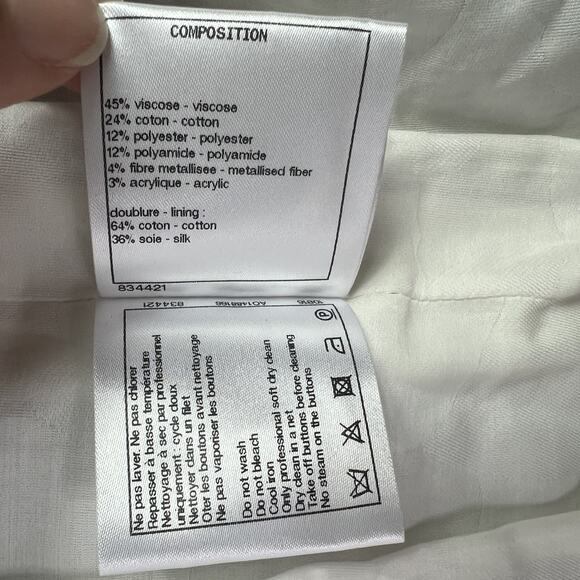 COMPOSITION
45% viscose - viscose
24% coton - cotton
12% polyester - polyester
12% polyamide - polyamide
4% fibre metallisee - metallised fiber
3% acrylique - acrylic
doublure - lining :
64% coton - cotton
36% soie - silk
834421
834421
Ne pas laver. Ne pas chlorer
Repasser à basse température
Nettoyage à sec par professionnel
uniquement : cycle doux
Nettoyer dans un filet
Oter les boutons avant nettoyage
Ne pas vaporiser les boutons
Do not wash
Do not bleach
Cool iron
Only professional soft dry clean
Dry clean in a net
Take off buttons before cleaning
No steam on the buttons
P